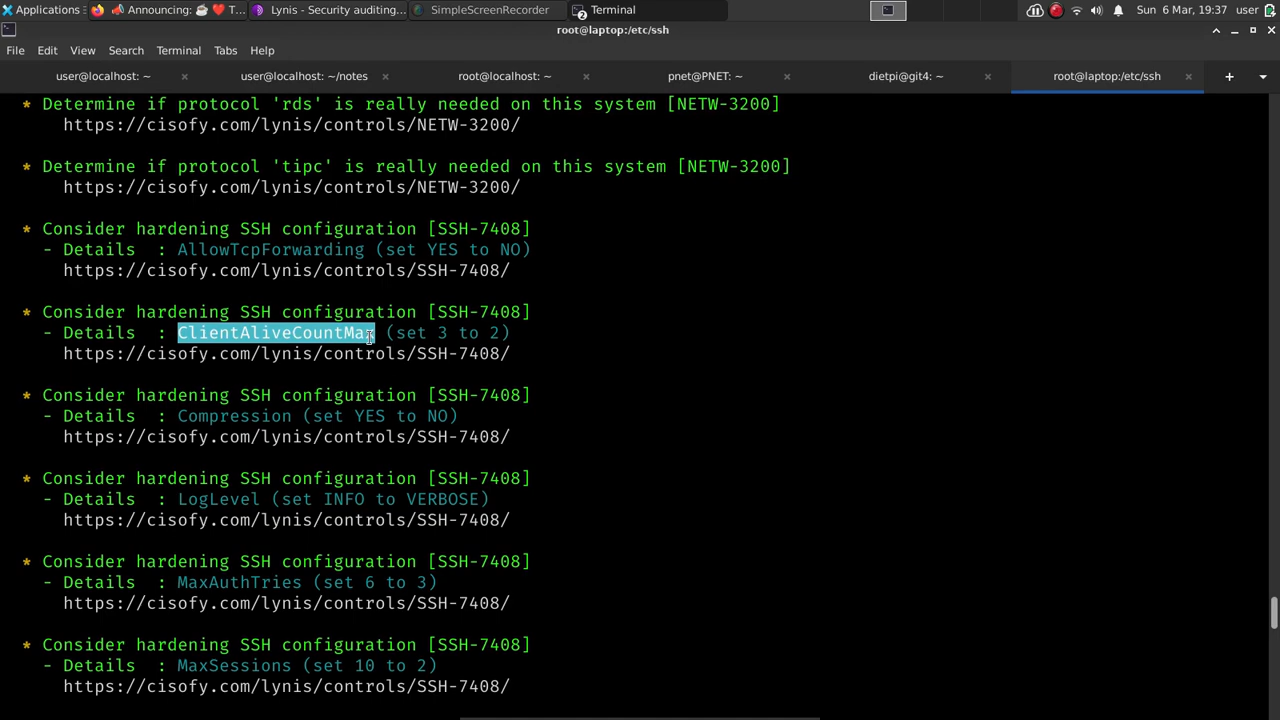 Applications
📢 Announcing: ☕ ❤️ T...
Lynis - Security auditing...
SimpleScreenRecorder
Terminal
2
Sun 6 Mar, 19:37
user
root@laptop:/etc/ssh
File Edit View Search Terminal Tabs Help
user@localhost: ~ ×
user@localhost: ~/notes ×
root@localhost: ~ ×
pnet@PNET: ~ ×
dietpi@git4: ~ ×
root@laptop:/etc/ssh ×
* Determine if protocol 'rds' is really needed on this system [NETW-3200]
https://cisofy.com/lynis/controls/NETW-3200/
* Determine if protocol 'tipc' is really needed on this system [NETW-3200]
https://cisofy.com/lynis/controls/NETW-3200/
* Consider hardening SSH configuration [SSH-7408]
- Details  : AllowTcpForwarding (set YES to NO)
https://cisofy.com/lynis/controls/SSH-7408/
* Consider hardening SSH configuration [SSH-7408]
- Details  : ClientAliveCountMax (set 3 to 2)
https://cisofy.com/lynis/controls/SSH-7408/
* Consider hardening SSH configuration [SSH-7408]
- Details  : Compression (set YES to NO)
https://cisofy.com/lynis/controls/SSH-7408/
* Consider hardening SSH configuration [SSH-7408]
- Details  : LogLevel (set INFO to VERBOSE)
https://cisofy.com/lynis/controls/SSH-7408/
* Consider hardening SSH configuration [SSH-7408]
- Details  : MaxAuthTries (set 6 to 3)
https://cisofy.com/lynis/controls/SSH-7408/
* Consider hardening SSH configuration [SSH-7408]
- Details  : MaxSessions (set 10 to 2)
https://cisofy.com/lynis/controls/SSH-7408/